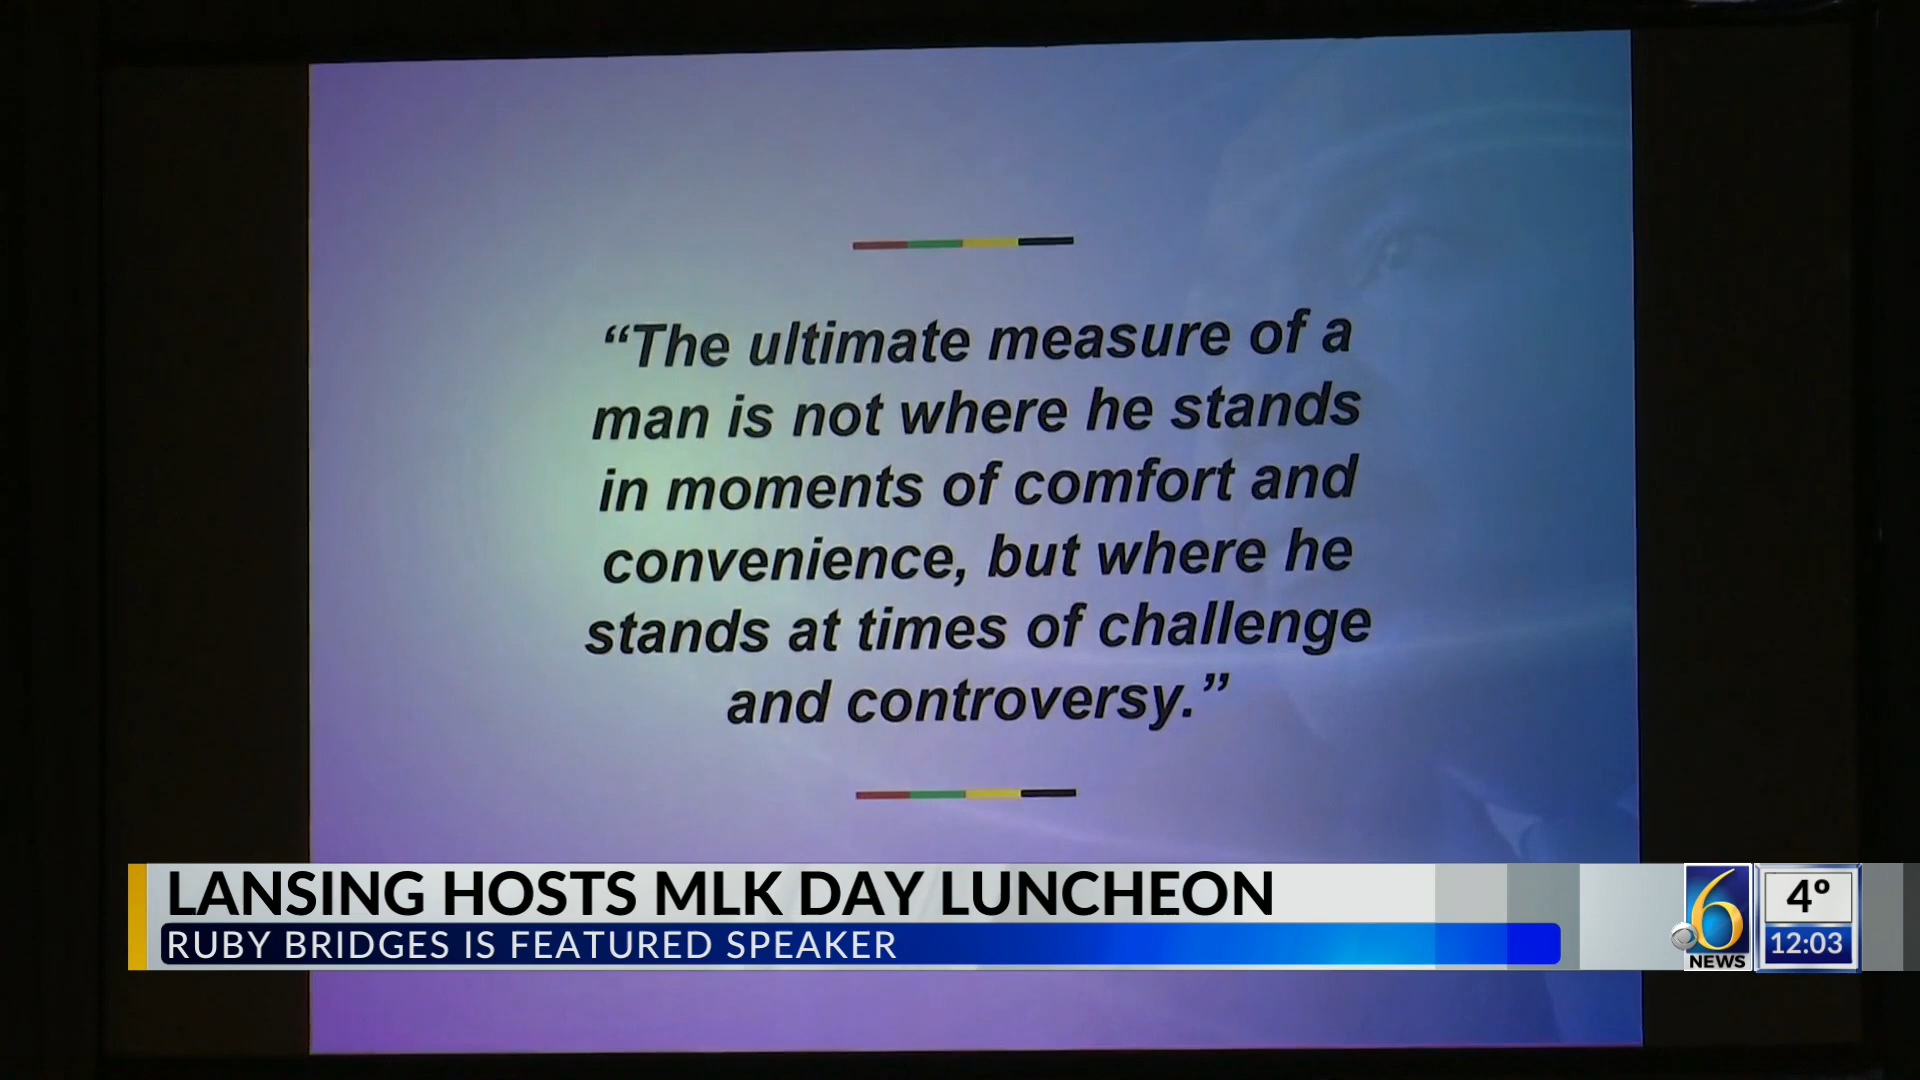 “The ultimate measure of a
man is not where he stands
in moments of comfort and
convenience, but where he
stands at times of challenge
and controversy.”
LANSING HOSTS MLK DAY LUNCHEON
RUBY BRIDGES IS FEATURED SPEAKER
6
NEWS
4°
12:03